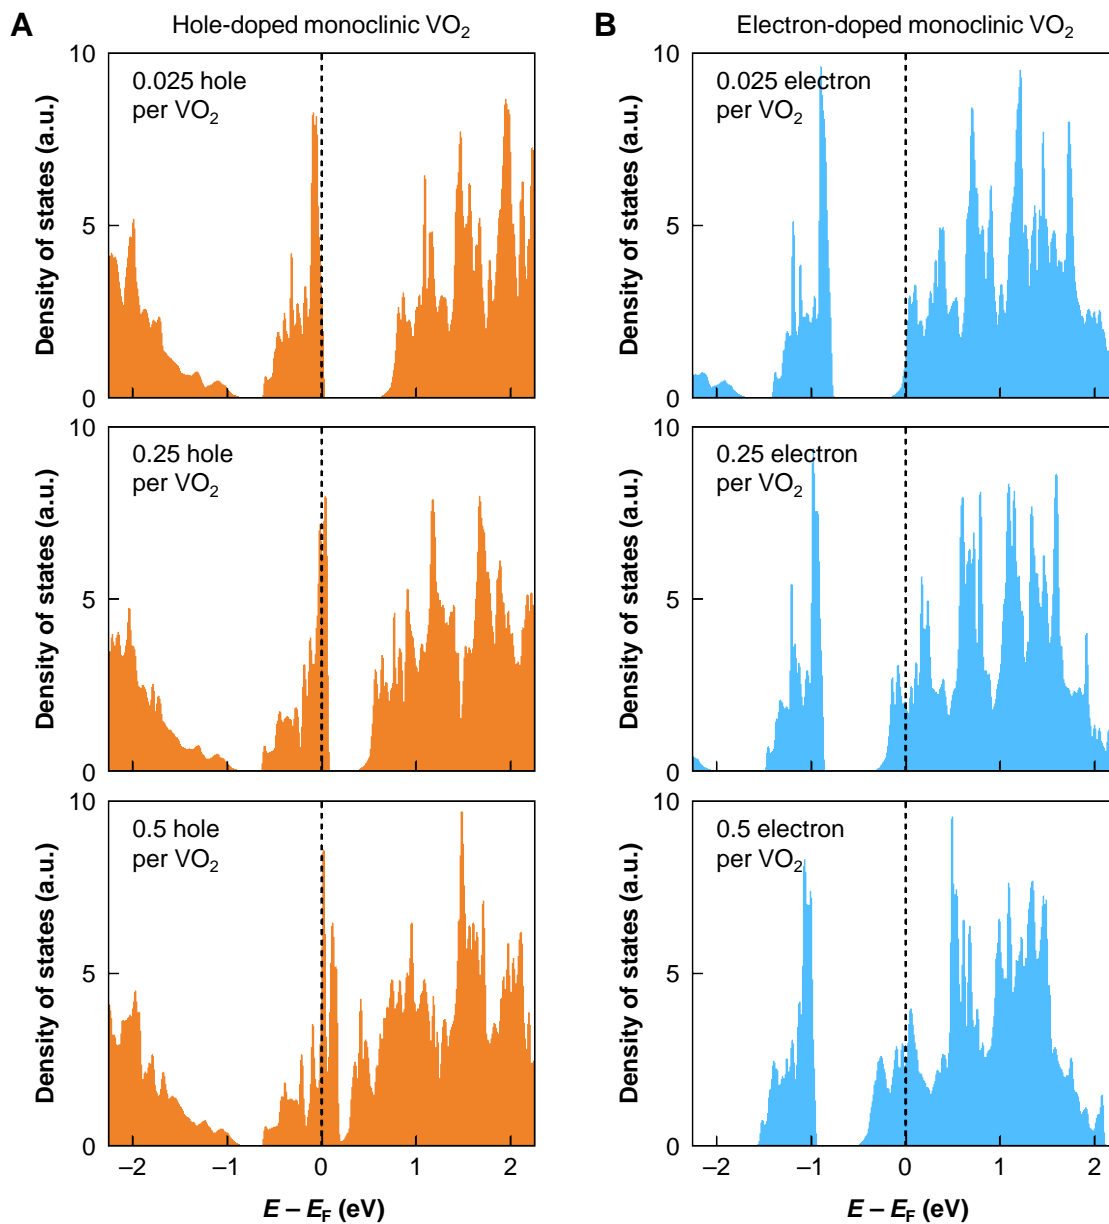 A
Hole-doped monoclinic VO₂
10
5
0
Density of states (a.u.)
0.025 hole
per VO₂
10
5
0
Density of states (a.u.)
0.25 hole
per VO₂
10
5
0
Density of states (a.u.)
0.5 hole
per VO₂
–2 –1 0 1 2
E – E_F (eV)
B
Electron-doped monoclinic VO₂
10
5
0
Density of states (a.u.)
0.025 electron
per VO₂
10
5
0
Density of states (a.u.)
0.25 electron
per VO₂
10
5
0
Density of states (a.u.)
0.5 electron
per VO₂
–2 –1 0 1 2
E – E_F (eV)